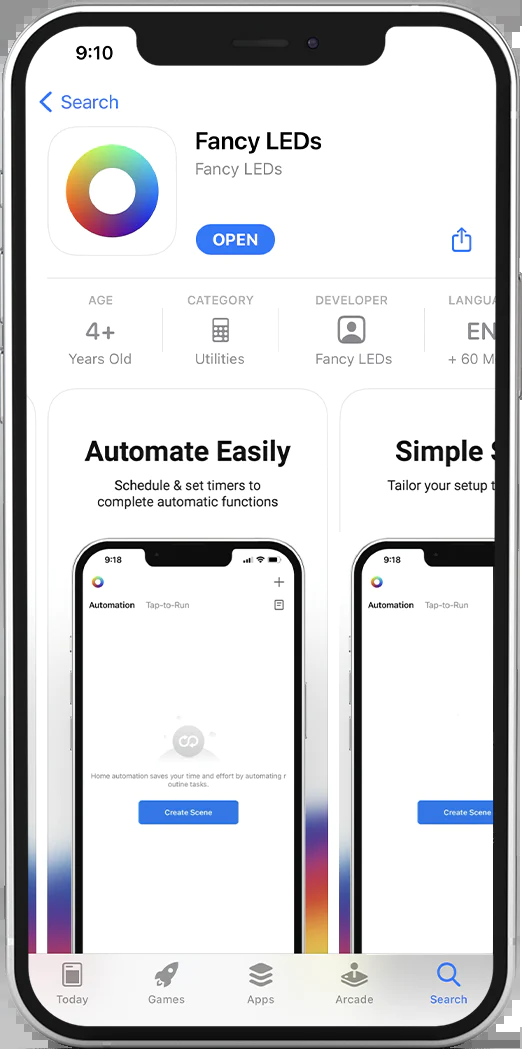 9:10
Search
Fancy LEDs
Fancy LEDs
OPEN
AGE
CATEGORY
DEVELOPER
LANGUA
4+
EN
Years Old
Utilities
Fancy LEDs
+ 60 M
Automate Easily
Schedule & set timers to
complete automatic functions
9:18
Automation Tap-to-Run
Home automation saves your time and effort by automating r
outine tasks.
Create Scene
Simple S
Tailor your setup t
9:18
Automation Tap-to-Run
Create Scene
Today
Games
Apps
Arcade
Search